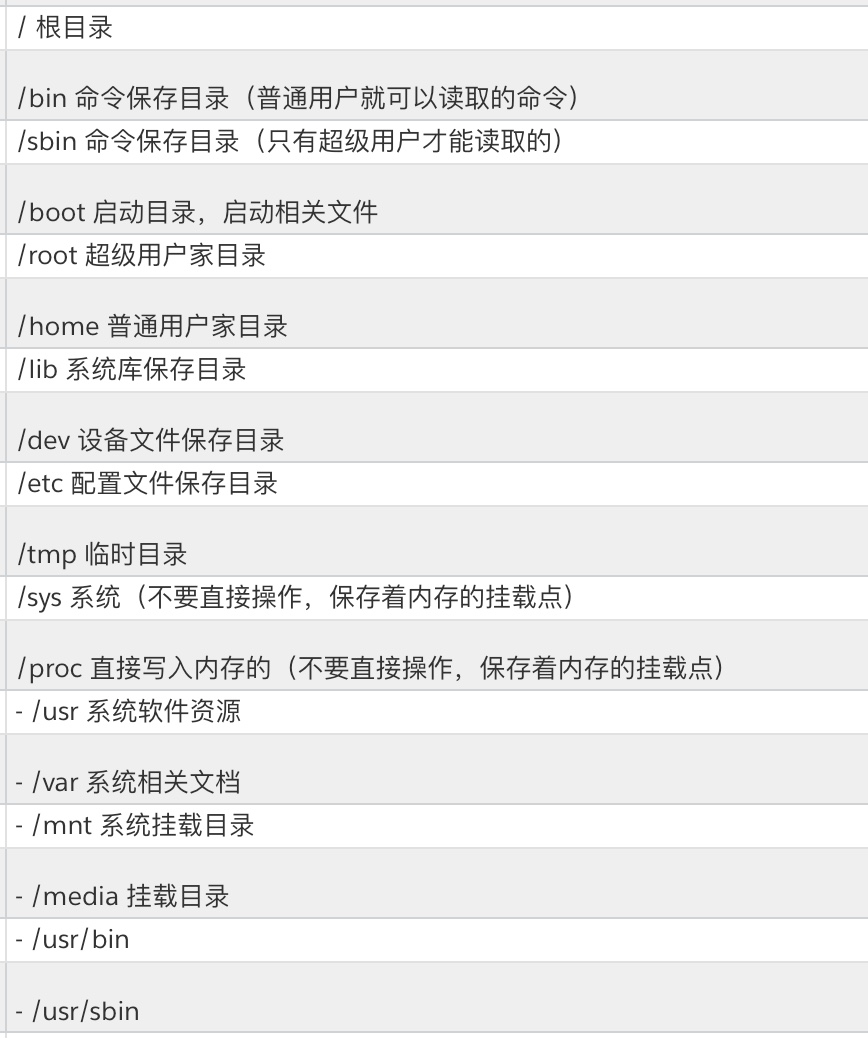 / 根目录
/bin 命令保存目录（普通用户就可以读取的命令）
/sbin 命令保存目录（只有超级用户才能读取的）
/boot 启动目录，启动相关文件
/root 超级用户家目录
/home 普通用户家目录
/lib 系统库保存目录
/dev 设备文件保存目录
/etc 配置文件保存目录
/tmp 临时目录
/sys 系统（不要直接操作，保存着内存的挂载点）
/proc 直接写入内存的（不要直接操作，保存着内存的挂载点）
- /usr 系统软件资源
- /var 系统相关文档
- /mnt 系统挂载目录
- /media 挂载目录
- /usr/bin
- /usr/sbin